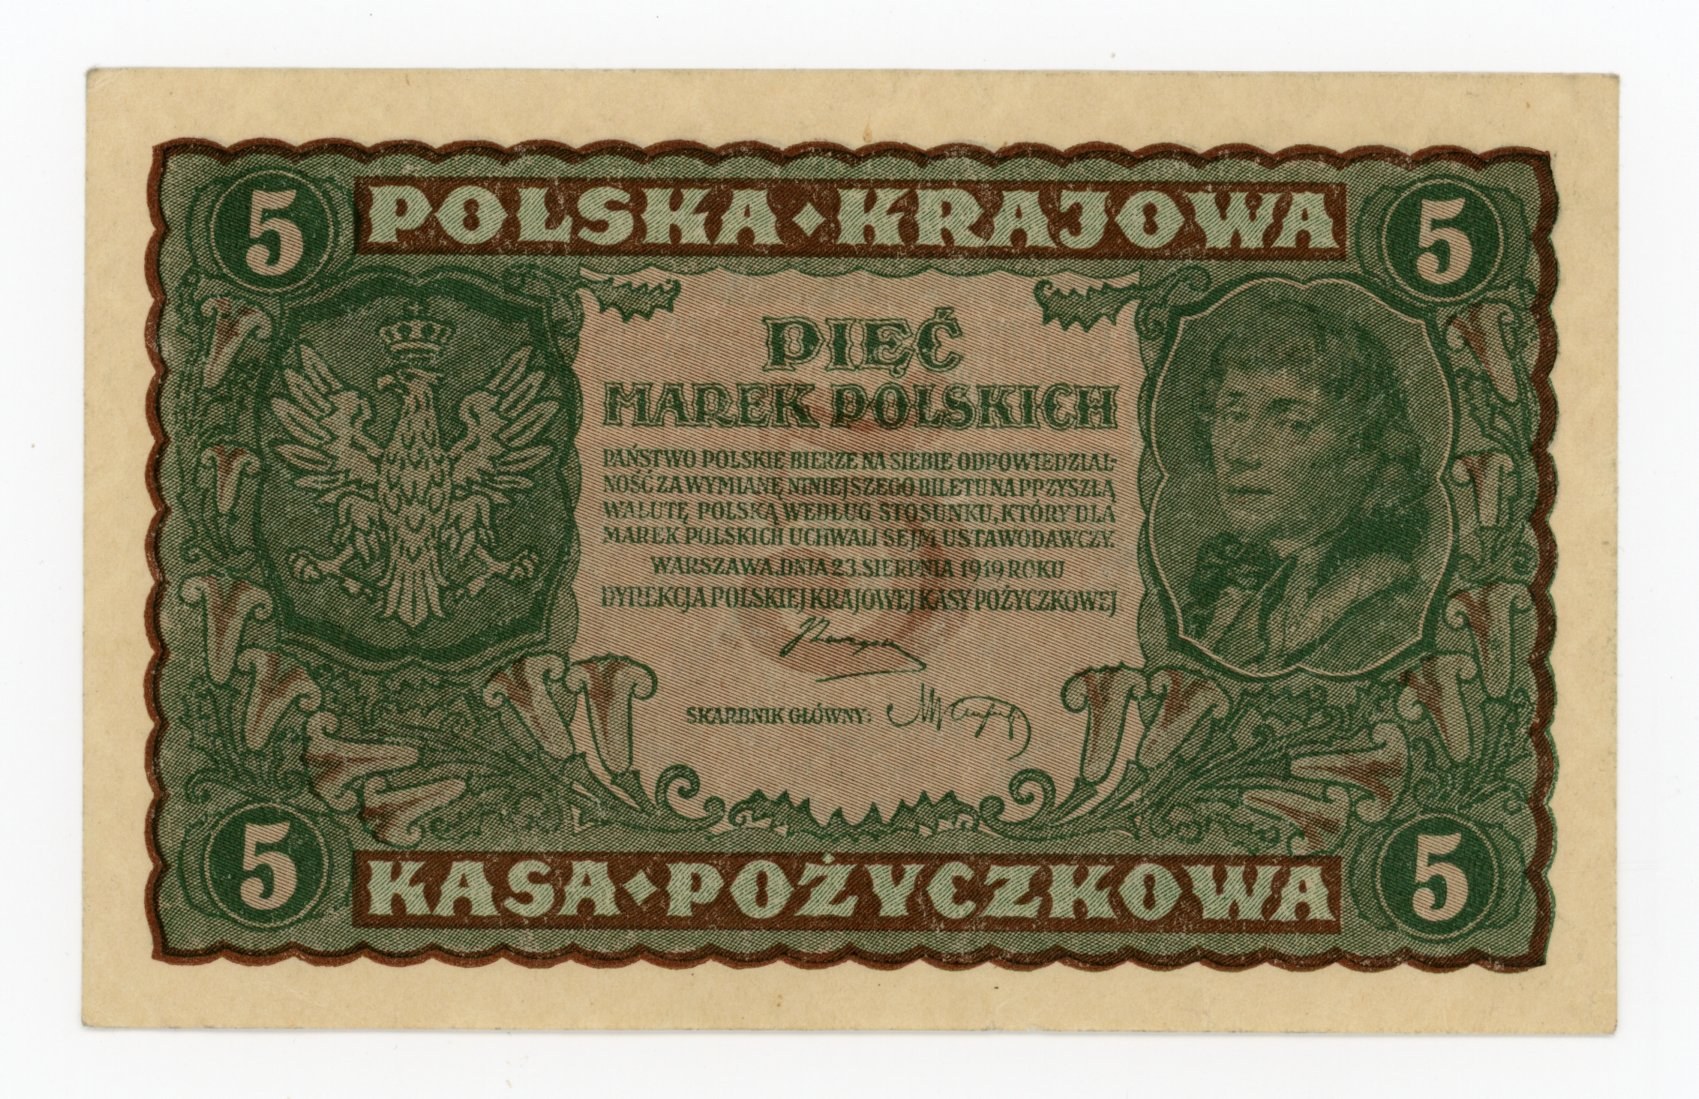 5 POLSKA • KRAJOWA 5
PIĘĆ
MAREK POLSKICH
PAŃSTWO POLSKIE BIERZE NA SIEBIE ODPOWIEDZIAL-
NOŚĆ ZA WYMIANĘ NINIEJSZEGO BILETU NA PRZYSZŁĄ
WALUTĘ POLSKĄ WEDŁUG STOSUNKU, KTÓRY DLA
MAREK POLSKICH UCHWALI SEJM USTAWODAWCZY.
WARSZAWA, DNIA 23. SIERPNIA 1919 ROKU
DYREKCJA POLSKIEJ KRAJOWEJ KASY POŻYCZKOWEJ
SKARBNIK GŁÓWNY:
5 KASA • POŻYCZKOWA 5